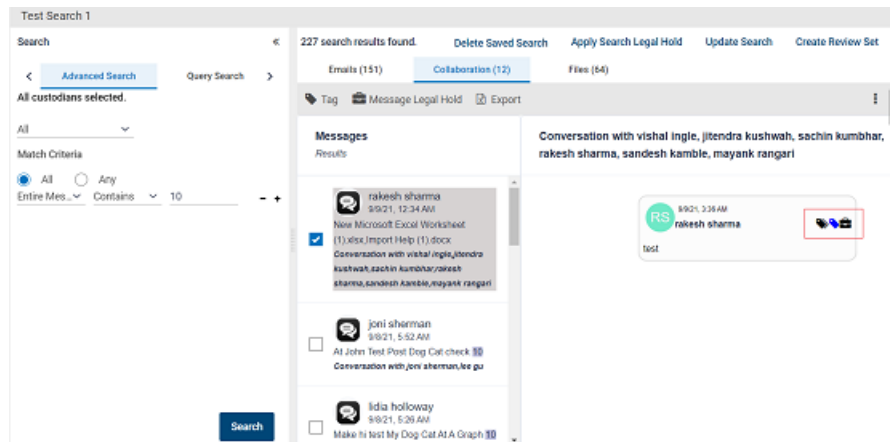 Test Search 1
Search
227 search results found.
Delete Saved Search
Apply Search Legal Hold
Update Search
Create Review Set
Advanced Search
Query Search
Emails (151)
Collaboration (12)
Files (64)
All custodians selected.
Tag
Message Legal Hold
Export
All
Match Criteria
All
Any
Entire Mes...
Contains
10
Search
Messages
Results
rakesh sharma
9/9/21, 12:34 AM
New Microsoft Excel Worksheet
(1).xlsx,Import Help (1).docx
Conversation with vishal ingle,jitendra
kushwah,sachin kumbhar,rakesh
sharma,sandesh kamble,mayank rangari
joni sherman
9/8/21, 5:52 AM
At John Test Post Dog Cat check 10
Conversation with joni sherman,lee gu
lidia holloway
9/8/21, 5:26 AM
Make hi test My Dog Cat At A Graph 10
Conversation with vishal ingle, jitendra kushwah, sachin kumbhar,
rakesh sharma, sandesh kamble, mayank rangari
RS
9/9/21, 3:36 AM
rakesh sharma
test